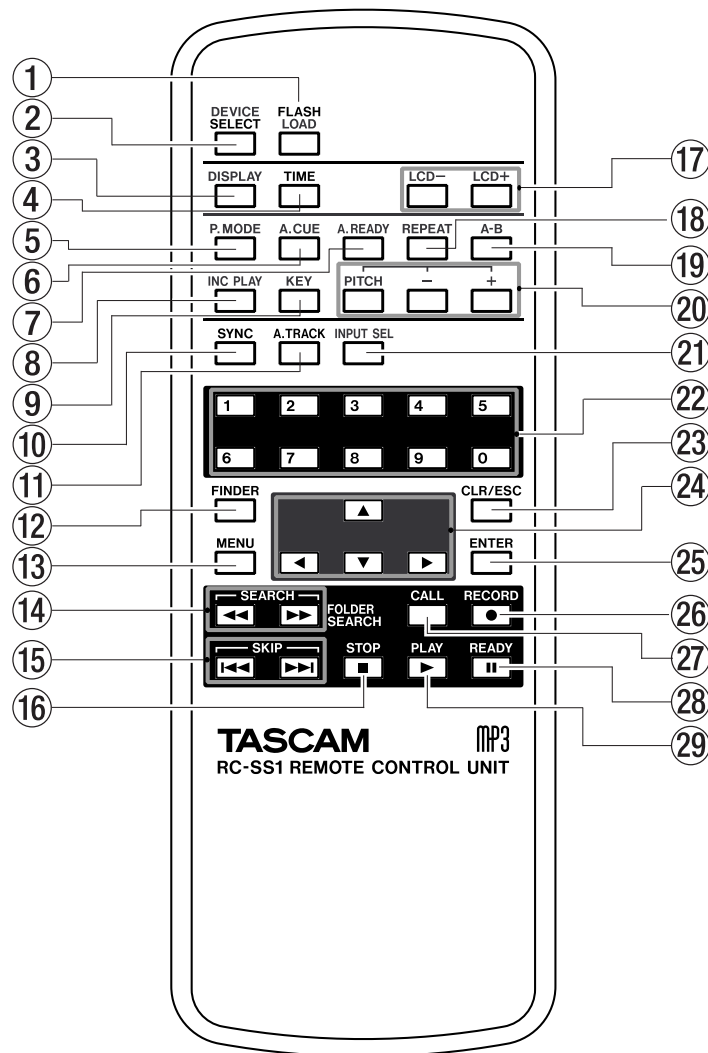 ①
DEVICE SELECT
FLASH LOAD
②
③
DISPLAY
TIME
LCD−
LCD+
⑰
④
P.MODE
A.CUE
A.READY
REPEAT
A-B
⑱
⑤
⑥
⑲
INC PLAY
KEY
PITCH
−
+
⑦
⑳
⑧
SYNC
A.TRACK
INPUT SEL
㉑
⑨
1
2
3
4
5
㉒
⑩
6
7
8
9
0
㉓
⑪
FINDER
CLR/ESC
㉔
⑫
MENU
ENTER
⑬
㉕
SEARCH
FOLDER SEARCH
CALL
RECORD
⑭
㉖
SKIP
STOP
PLAY
READY
⑮
㉗
⑯
㉘
TASCAM
MP3
㉙
RC-SS1 REMOTE CONTROL UNIT